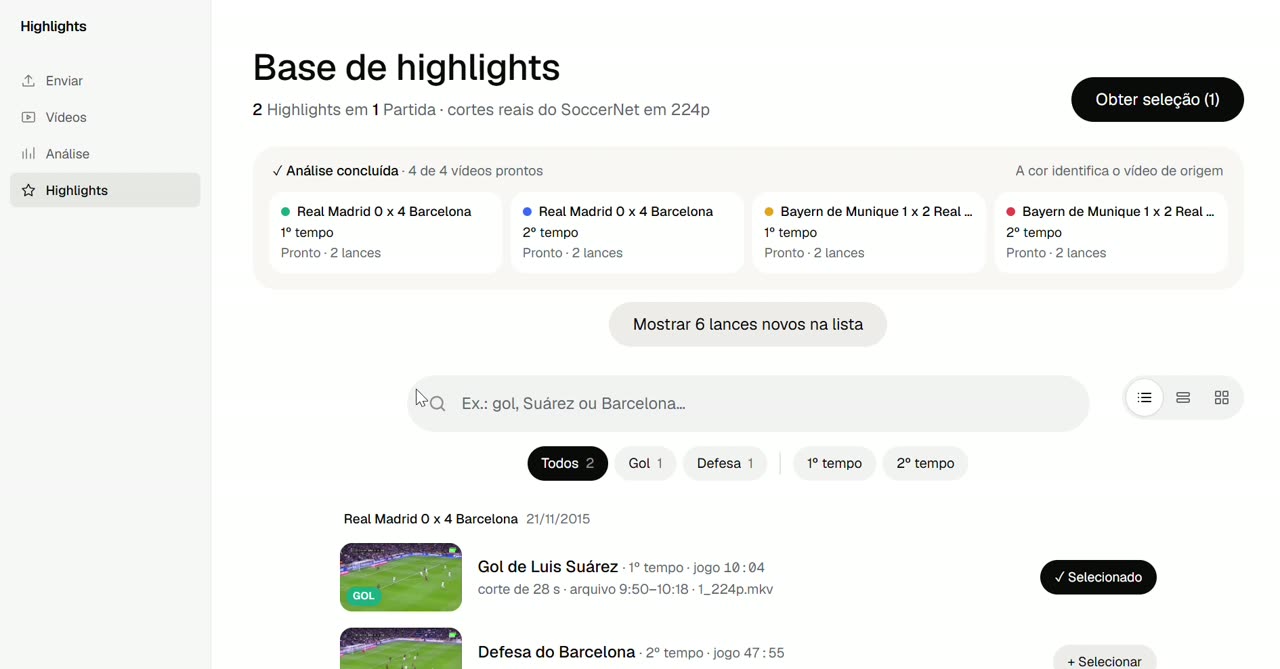 Highlights
Enviar
Vídeos
Análise
Highlights
Base de highlights
2 Highlights em 1 Partida · cortes reais do SoccerNet em 224p
Obter seleção (1)
✓ Análise concluída · 4 de 4 vídeos prontos
A cor identifica o vídeo de origem
Real Madrid 0 x 4 Barcelona
1º tempo
Pronto · 2 lances
Real Madrid 0 x 4 Barcelona
2º tempo
Pronto · 2 lances
Bayern de Munique 1 x 2 Real ...
1º tempo
Pronto · 2 lances
Bayern de Munique 1 x 2 Real ...
2º tempo
Pronto · 2 lances
Mostrar 6 lances novos na lista
Ex.: gol, Suárez ou Barcelona...
Todos 2
Gol 1
Defesa 1
1º tempo
2º tempo
Real Madrid 0 x 4 Barcelona 21/11/2015
GOL
Gol de Luis Suárez · 1º tempo · jogo 10:04
corte de 28 s · arquivo 9:50–10:18 · 1_224p.mkv
✓ Selecionado
Defesa do Barcelona · 2º tempo · jogo 47:55
+ Selecionar